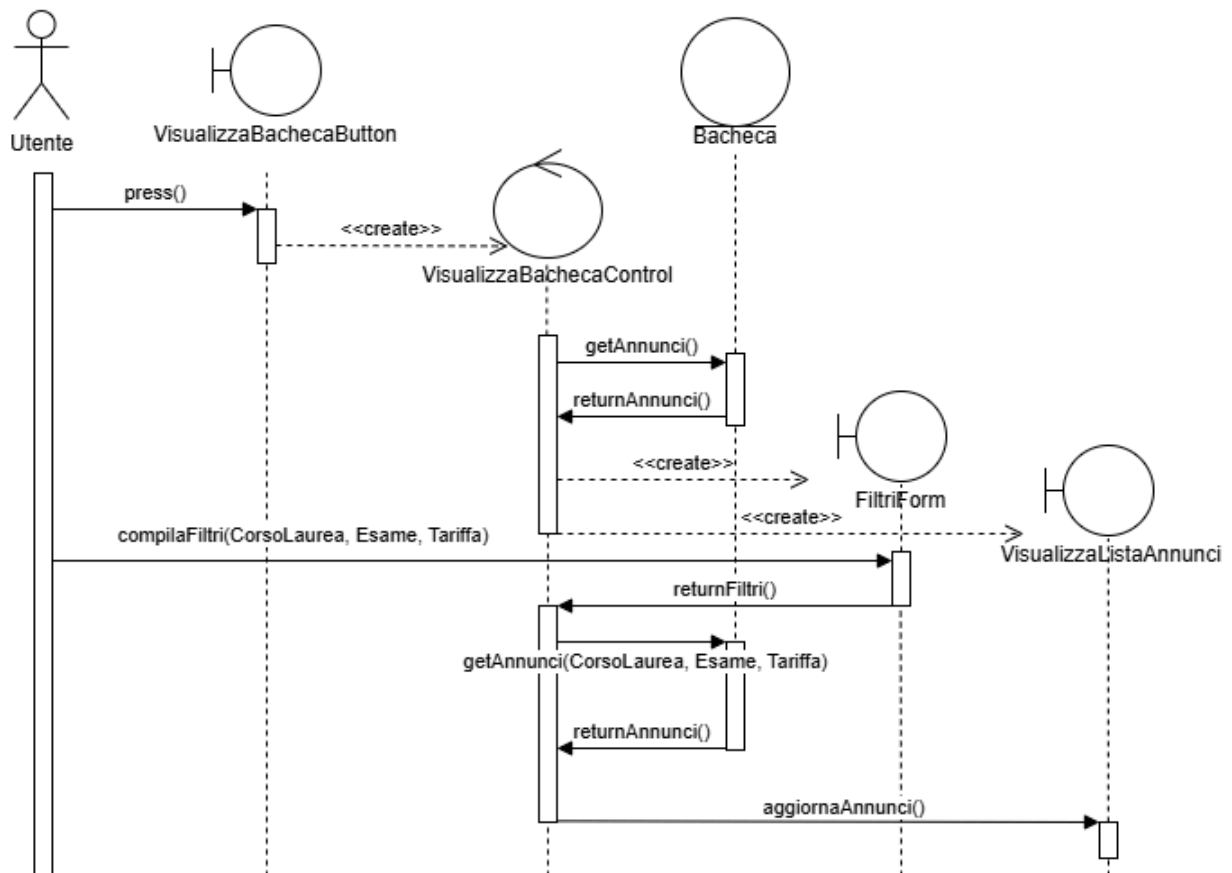 Utente
VisualizzaBachecaButton
Bacheca
press()
<<create>>
VisualizzaBachecaControl
getAnnunci()
returnAnnunci()
<<create>>
FiltriForm
<<create>>
VisualizzaListaAnnunci
compilaFiltri(CorsoLaurea, Esame, Tariffa)
returnFiltri()
getAnnunci(CorsoLaurea, Esame, Tariffa)
returnAnnunci()
aggiornaAnnunci()